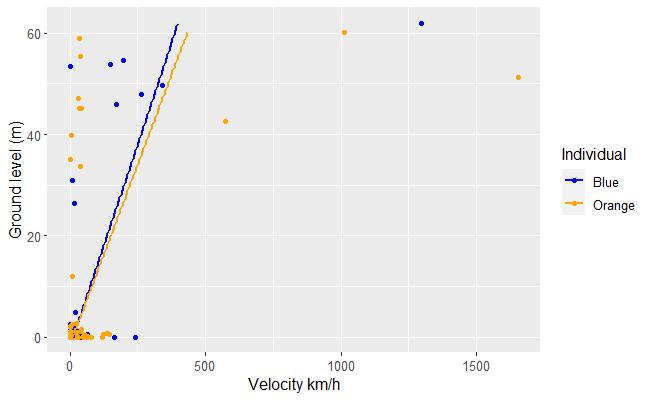 60
40
20
0
Ground level (m)
0
500
1000
1500
Velocity km/h
Individual
Blue
Orange